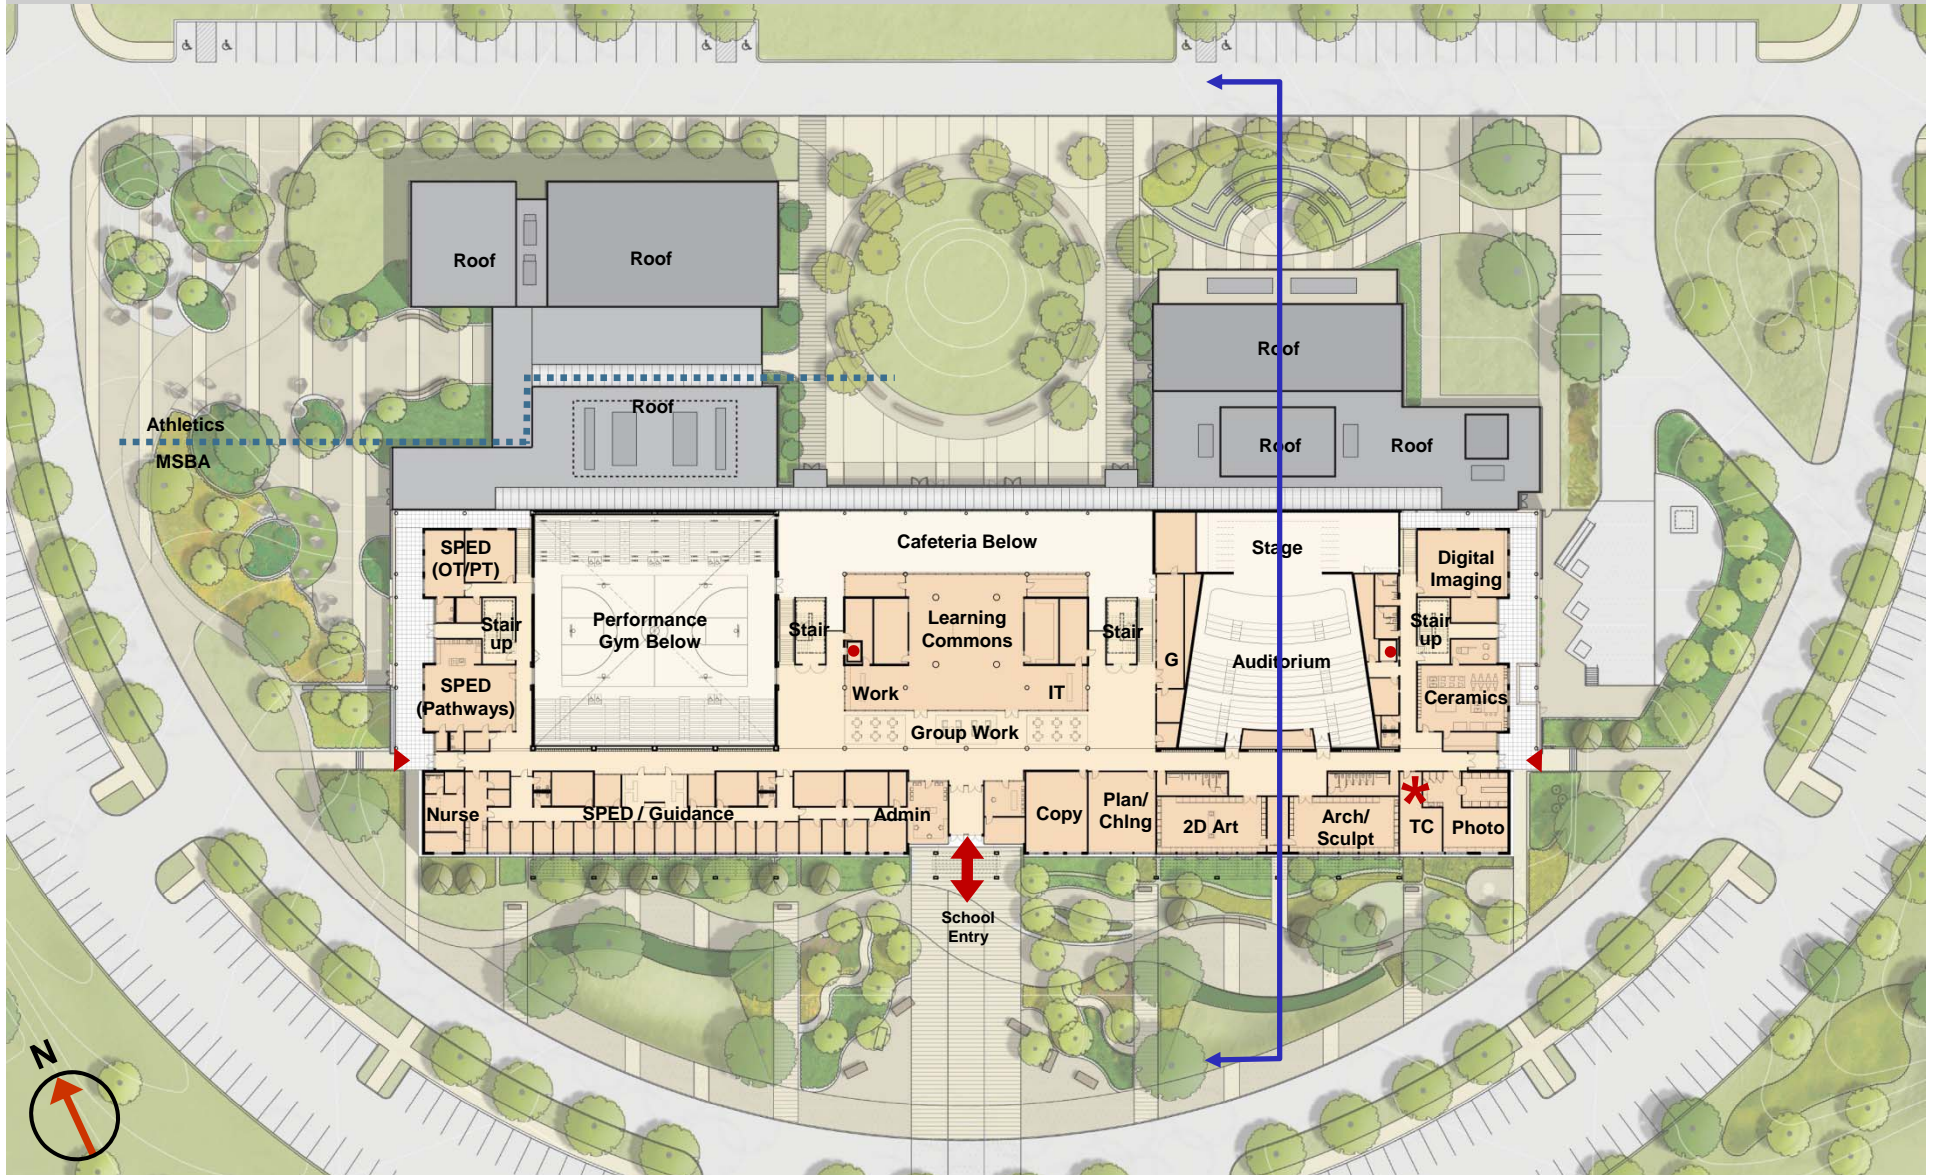 Roof
Roof
Roof
Roof
Athletics
MSBA
Roof
Roof
SPED
(OT/PT)
Cafeteria Below
Stage
Digital
Imaging
Stair
up
Performance
Gym Below
Stair
Learning
Commons
Stair
Stair
up
G
Auditorium
SPED
(Pathways)
Work
IT
Ceramics
Group Work
*
Nurse
SPED / Guidance
Admin
Copy
Plan/
Chlng
2D Art
Arch/
Sculpt
TC
Photo
School
Entry
N